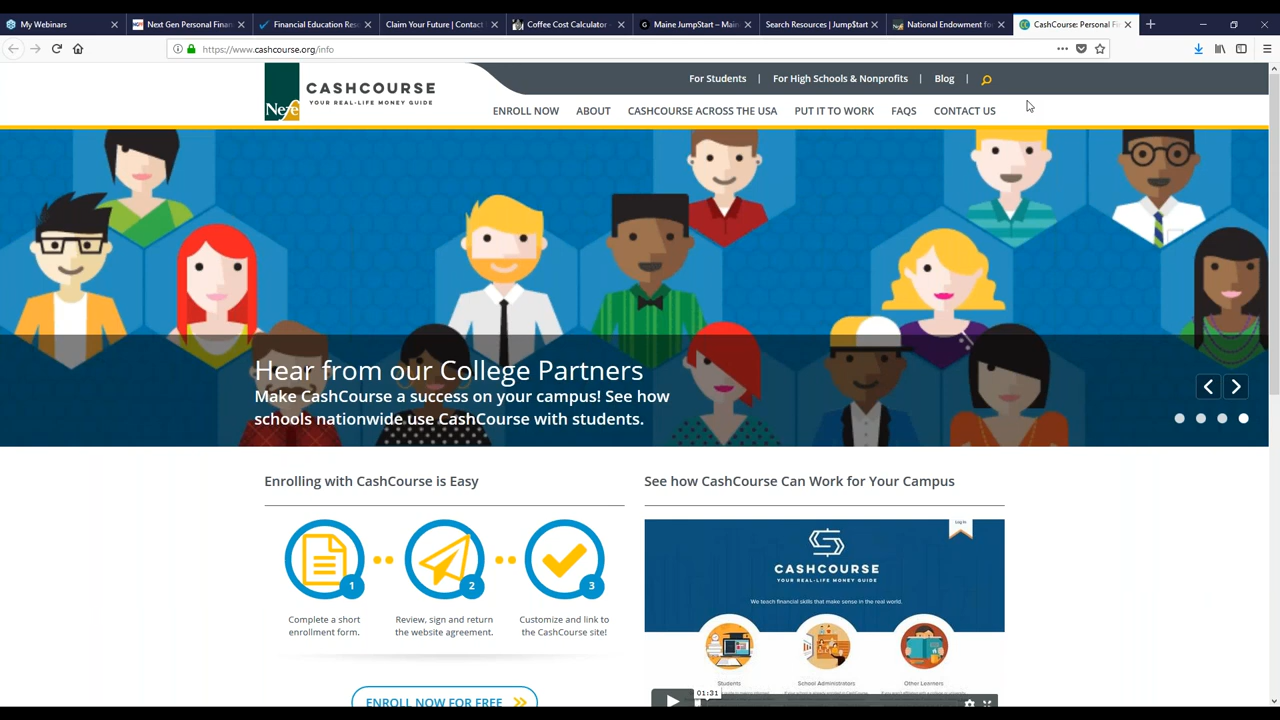 My Webinars
Next Gen Personal Finan
Financial Education Res
Claim Your Future | Contact
Coffee Cost Calculator -
Maine JumpStart – Main
Search Resources | Jump$tart
National Endowment for
CashCourse: Personal Fi
https://www.cashcourse.org/info
Nefe
CASHCOURSE
YOUR REAL-LIFE MONEY GUIDE
For Students | For High Schools & Nonprofits | Blog |
ENROLL NOW ABOUT CASHCOURSE ACROSS THE USA PUT IT TO WORK FAQS CONTACT US
Hear from our College Partners
Make CashCourse a success on your campus! See how
schools nationwide use CashCourse with students.
Enrolling with CashCourse is Easy
1
2
3
Complete a short
enrollment form.
Review, sign and return
the website agreement.
Customize and link to
the CashCourse site!
ENROLL NOW FOR FREE
See how CashCourse Can Work for Your Campus
Log In
CASHCOURSE
YOUR REAL-LIFE MONEY GUIDE
We teach financial skills that make sense in the real world.
Students
School Administrators
Other Learners
01:31